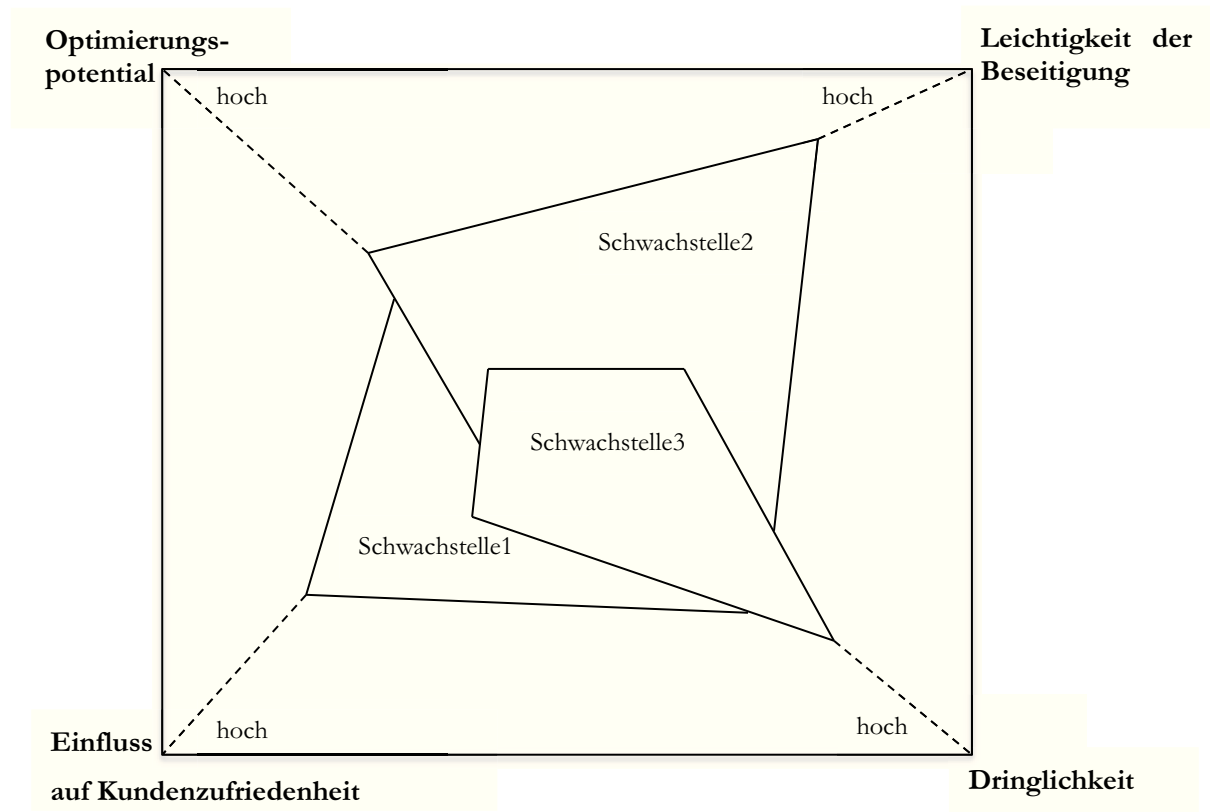 Optimierungs-
potential
Leichtigkeit der
Beseitigung
hoch
hoch
Schwachstelle2
Schwachstelle3
Schwachstelle1
hoch
hoch
Einfluss
auf Kundenzufriedenheit
Dringlichkeit